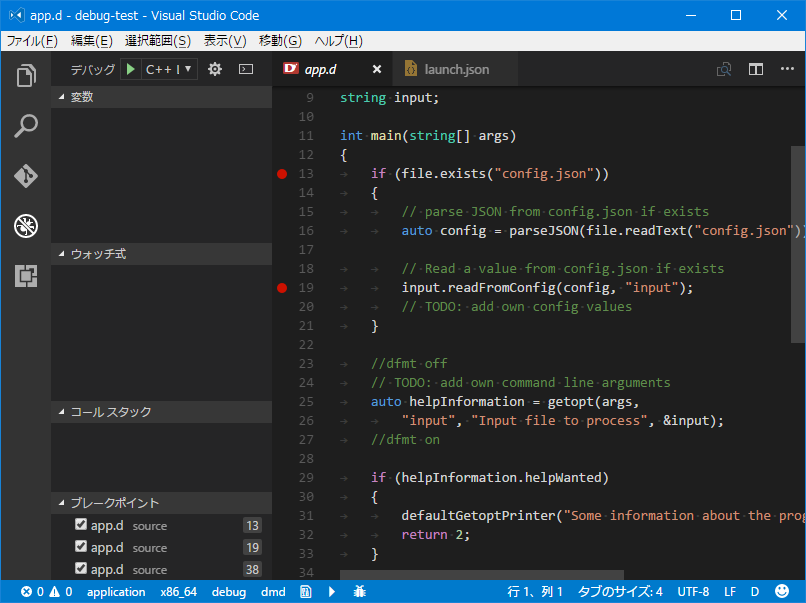 app.d - debug-test - Visual Studio Code
ファイル(F) 編集(E) 選択範囲(S) 表示(V) 移動(G) ヘルプ(H)
デバッグ C++ I
変数
ウォッチ式
コール スタック
ブレークポイント
app.d source 13
app.d source 19
app.d source 38
app.d launch.json
9 string input;
10
11 int main(string[] args)
12 {
13 if (file.exists("config.json"))
14 {
15 // parse JSON from config.json if exists
16 auto config = parseJSON(file.readText("config.json"))
17
18 // Read a value from config.json if exists
19 input.readFromConfig(config, "input");
20 // TODO: add own config values
21 }
22
23 //dfmt off
24 // TODO: add own command line arguments
25 auto helpInformation = getopt(args,
26 "input", "Input file to process", &input);
27 //dfmt on
28
29 if (helpInformation.helpWanted)
30 {
31 defaultGetoptPrinter("Some information about the prog
32 return 2;
33 }
34
0 0 application x86_64 debug dmd 行 1、列 1 タブのサイズ: 4 UTF-8 LF D